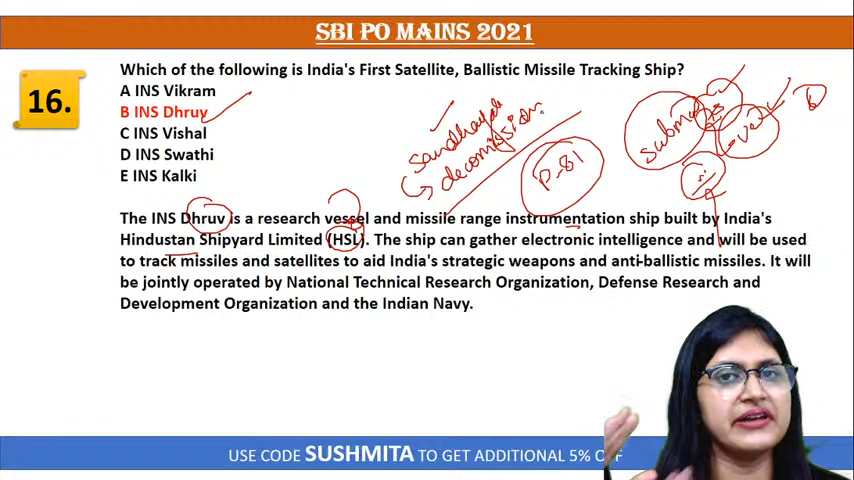 SBI PO MAINS 2021
16.
Which of the following is India's First Satellite, Ballistic Missile Tracking Ship?
A INS Vikram
B INS Dhruv
C INS Vishal
D INS Swathi
E INS Kalki
sandhayak
decomission
P-81
subma
The INS Dhruv is a research vessel and missile range instrumentation ship built by India's
Hindustan Shipyard Limited (HSL). The ship can gather electronic intelligence and will be used
to track missiles and satellites to aid India's strategic weapons and anti-ballistic missiles. It will
be jointly operated by National Technical Research Organization, Defense Research and
Development Organization and the Indian Navy.
USE CODE SUSHMITA TO GET ADDITIONAL 5% OFF